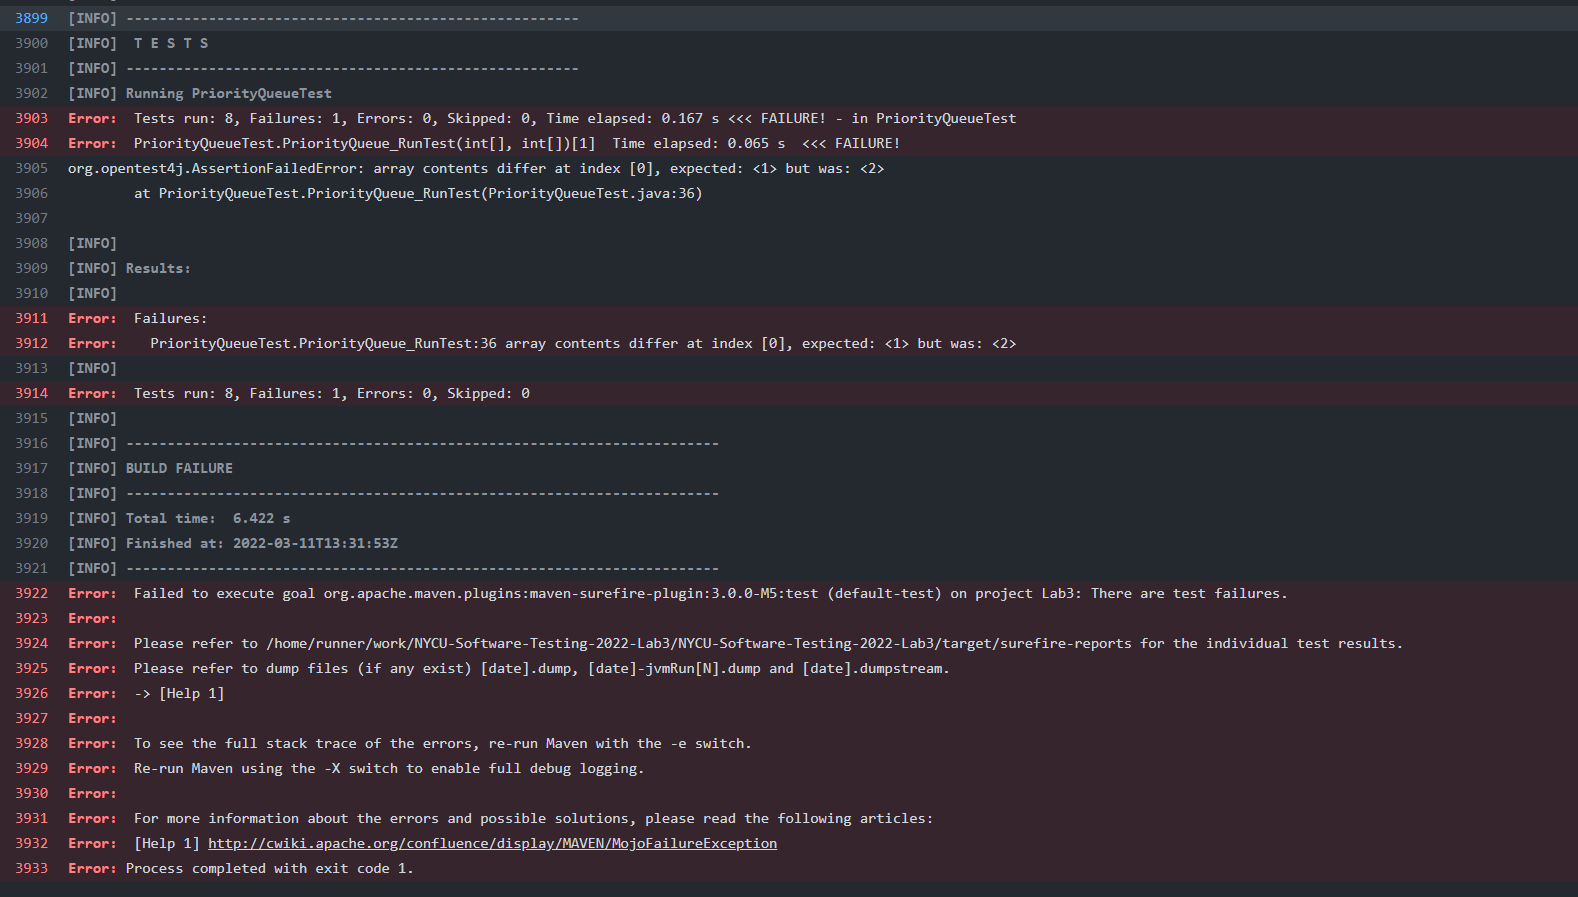 3899 [INFO] -------------------------------------------------------
3900 [INFO]  T E S T S
3901 [INFO] -------------------------------------------------------
3902 [INFO] Running PriorityQueueTest
3903 Error:  Tests run: 8, Failures: 1, Errors: 0, Skipped: 0, Time elapsed: 0.167 s <<< FAILURE! - in PriorityQueueTest
3904 Error:  PriorityQueueTest.PriorityQueue_RunTest(int[], int[])[1]  Time elapsed: 0.065 s  <<< FAILURE!
3905 org.opentest4j.AssertionFailedError: array contents differ at index [0], expected: <1> but was: <2>
3906         at PriorityQueueTest.PriorityQueue_RunTest(PriorityQueueTest.java:36)
3907
3908 [INFO]
3909 [INFO] Results:
3910 [INFO]
3911 Error:  Failures:
3912 Error:    PriorityQueueTest.PriorityQueue_RunTest:36 array contents differ at index [0], expected: <1> but was: <2>
3913 [INFO]
3914 Error:  Tests run: 8, Failures: 1, Errors: 0, Skipped: 0
3915 [INFO]
3916 [INFO] ------------------------------------------------------------------------
3917 [INFO] BUILD FAILURE
3918 [INFO] ------------------------------------------------------------------------
3919 [INFO] Total time:  6.422 s
3920 [INFO] Finished at: 2022-03-11T13:31:53Z
3921 [INFO] ------------------------------------------------------------------------
3922 Error:  Failed to execute goal org.apache.maven.plugins:maven-surefire-plugin:3.0.0-M5:test (default-test) on project Lab3: There are test failures.
3923 Error:
3924 Error:  Please refer to /home/runner/work/NYCU-Software-Testing-2022-Lab3/NYCU-Software-Testing-2022-Lab3/target/surefire-reports for the individual test results.
3925 Error:  Please refer to dump files (if any exist) [date].dump, [date]-jvmRun[N].dump and [date].dumpstream.
3926 Error:  -> [Help 1]
3927 Error:
3928 Error:  To see the full stack trace of the errors, re-run Maven with the -e switch.
3929 Error:  Re-run Maven using the -X switch to enable full debug logging.
3930 Error:
3931 Error:  For more information about the errors and possible solutions, please read the following articles:
3932 Error:  [Help 1] http://cwiki.apache.org/confluence/display/MAVEN/MojoFailureException
3933 Error: Process completed with exit code 1.